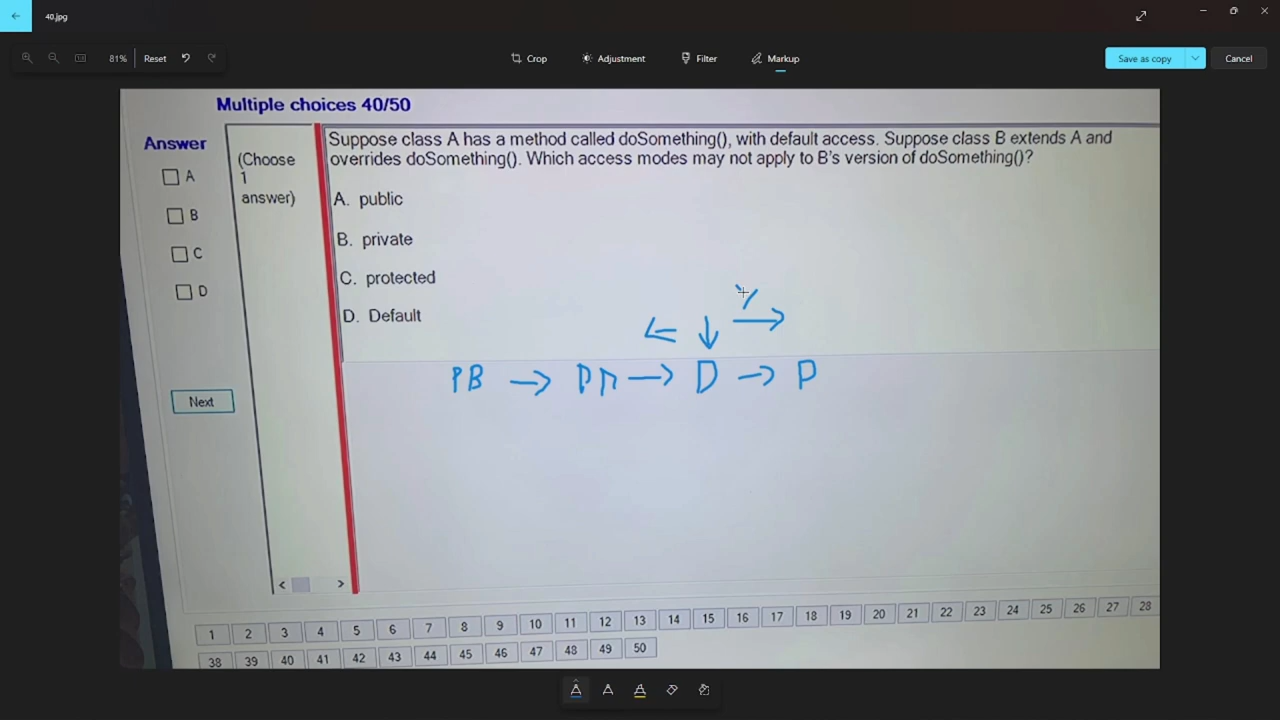 40.jpg
81%
Reset
Crop
Adjustment
Filter
Markup
Save as copy
Cancel
Multiple choices 40/50
Answer
A
B
C
D
Next
(Choose
1
answer)
Suppose class A has a method called doSomething(), with default access. Suppose class B extends A and
overrides doSomething(). Which access modes may not apply to B's version of doSomething()?
A. public
B. private
C. protected
D. Default
PB → Pr → D → P
< >
1 2 3 4 5 6 7 8 9 10 11 12 13 14 15 16 17 18 19 20 21 22 23 24 25 26 27 28
38 39 40 41 42 43 44 45 46 47 48 49 50